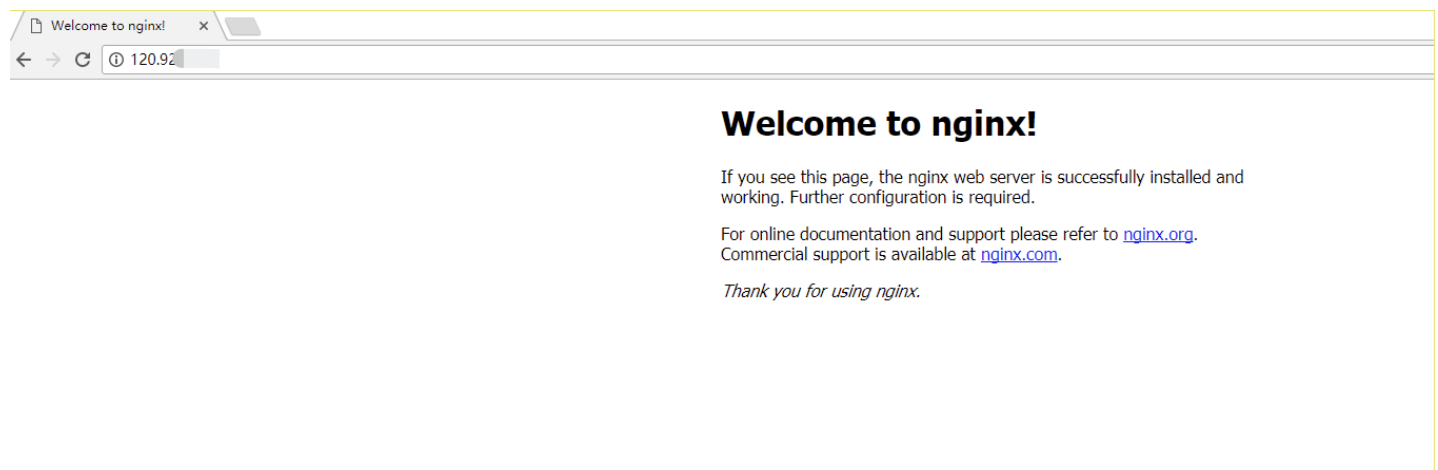 Welcome to nginx!
120.92
Welcome to nginx!
If you see this page, the nginx web server is successfully installed and
working. Further configuration is required.
For online documentation and support please refer to nginx.org.
Commercial support is available at nginx.com.
Thank you for using nginx.